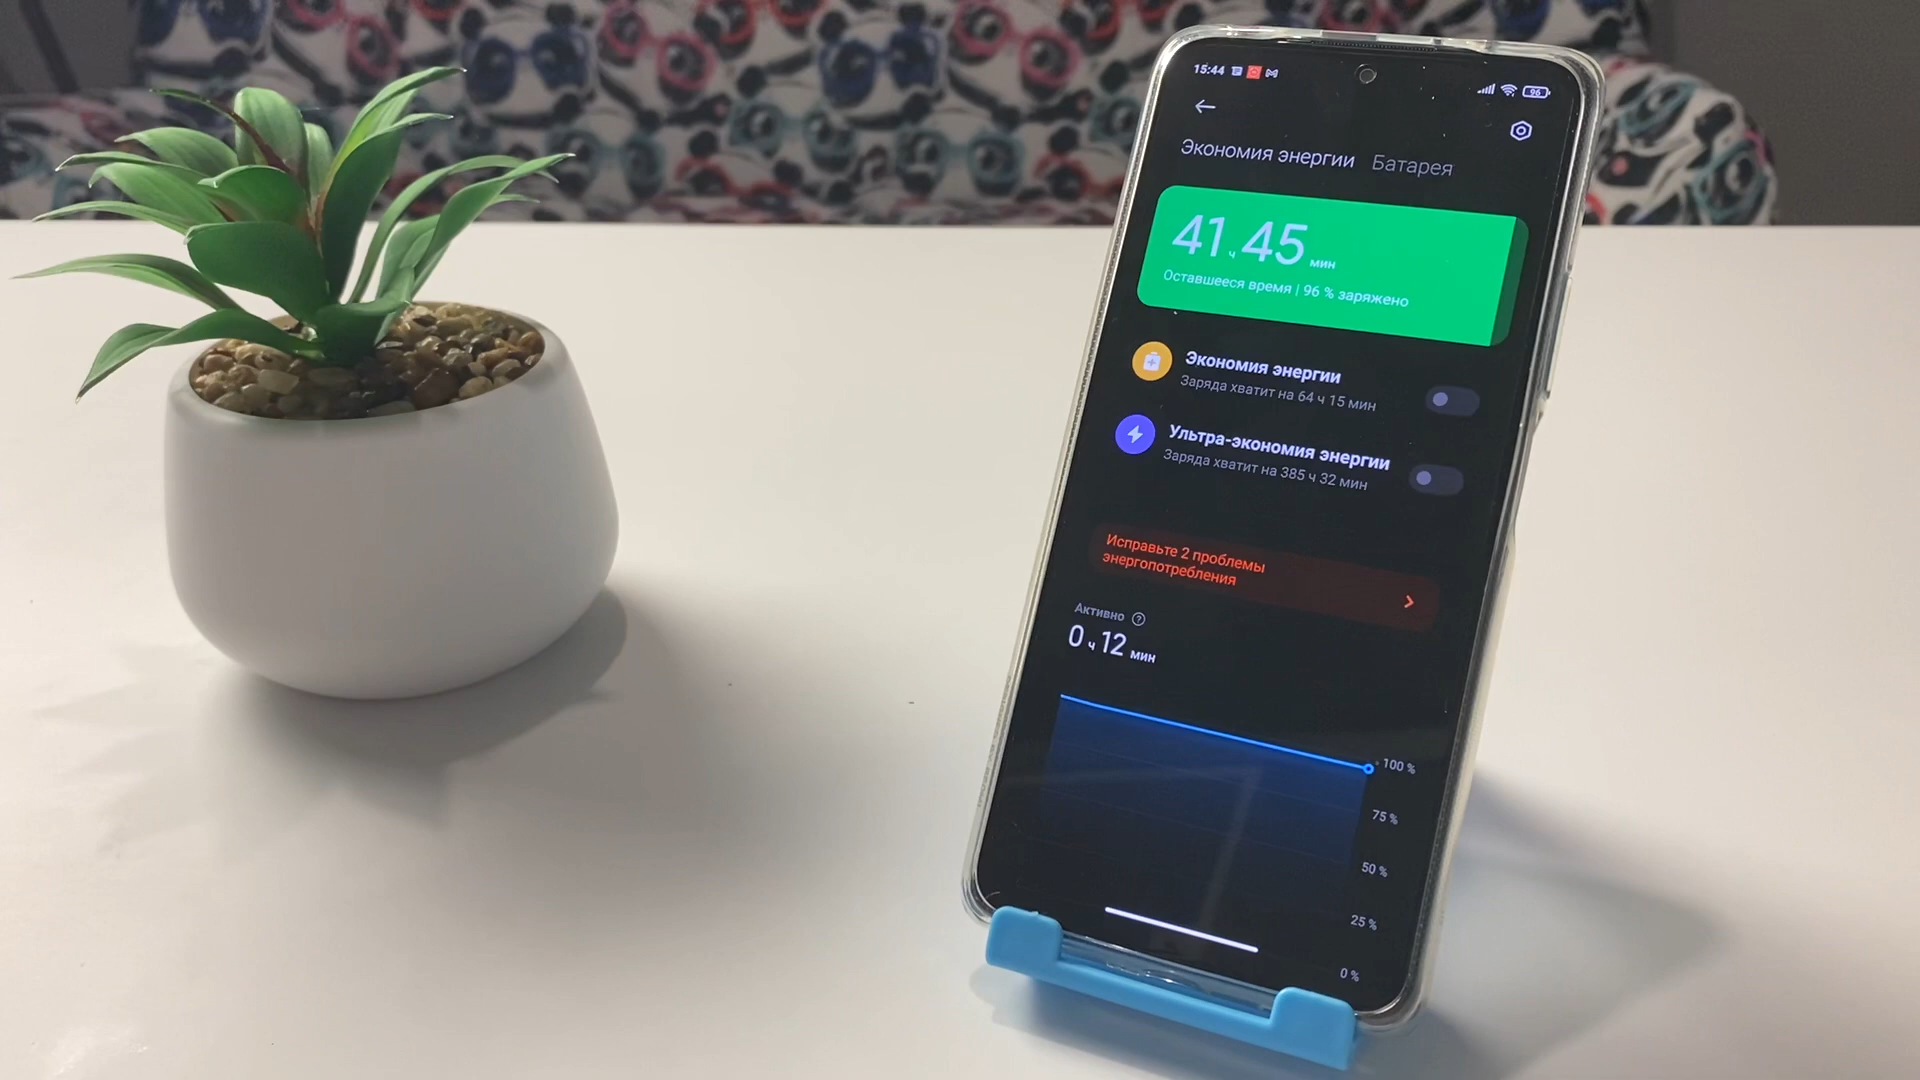 15:44
96
Экономия энергии Батарея
41 ч 45 мин
Оставшееся время | 96 % заряжено
Экономия энергии
Заряда хватит на 64 ч 15 мин
Ультра-экономия энергии
Заряда хватит на 385 ч 32 мин
Исправьте 2 проблемы
энергопотребления
Активно ?
0 ч 12 мин
100 %
75 %
50 %
25 %
0 %